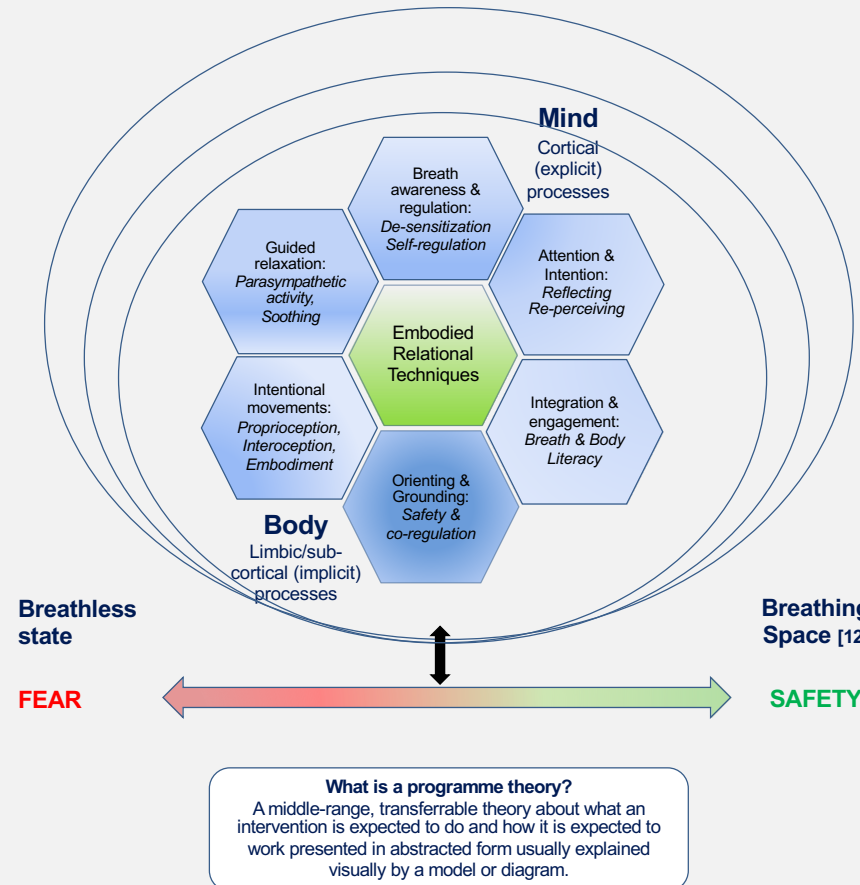 Mind
Cortical
(explicit)
processes
Breath
awareness &
regulation:
De-sensitization
Self-regulation
Guided
relaxation:
Parasympathetic
activity,
Soothing
Attention &
Intention:
Reflecting
Re-perceiving
Embodied
Relational
Techniques
Intentional
movements:
Proprioception,
Interoception,
Embodiment
Integration &
engagement:
Breath & Body
Literacy
Orienting &
Grounding:
Safety &
co-regulation
Body
Limbic/sub-
cortical (implicit)
processes
Breathless
state
Breathing
Space [12
FEAR
SAFETY
What is a programme theory?
A middle-range, transferrable theory about what an
intervention is expected to do and how it is expected to
work presented in abstracted form usually explained
visually by a model or diagram.